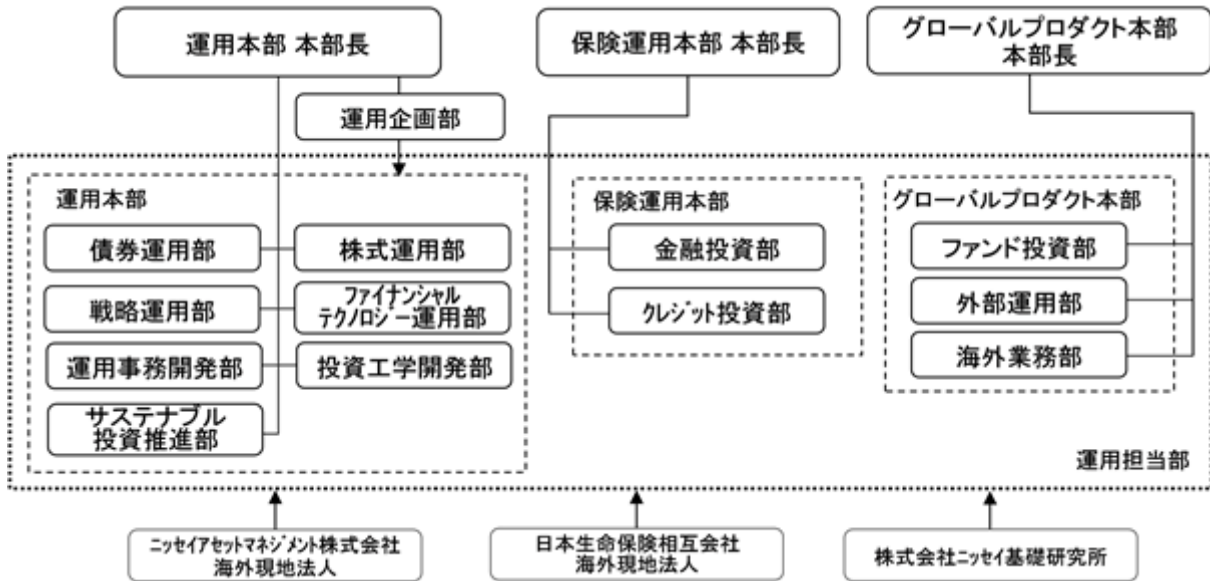 運用本部 本部長
保険運用本部 本部長
グローバルプロダクト本部
本部長
運用企画部
運用本部
債券運用部
株式運用部
戦略運用部
ファイナンシャル
テクノロジー運用部
運用事務開発部
投資工学開発部
サステナブル
投資推進部
保険運用本部
金融投資部
クレジット投資部
グローバルプロダクト本部
ファンド投資部
外部運用部
海外業務部
運用担当部
ニッセイアセットマネジメント株式会社
海外現地法人
日本生命保険相互会社
海外現地法人
株式会社ニッセイ基礎研究所